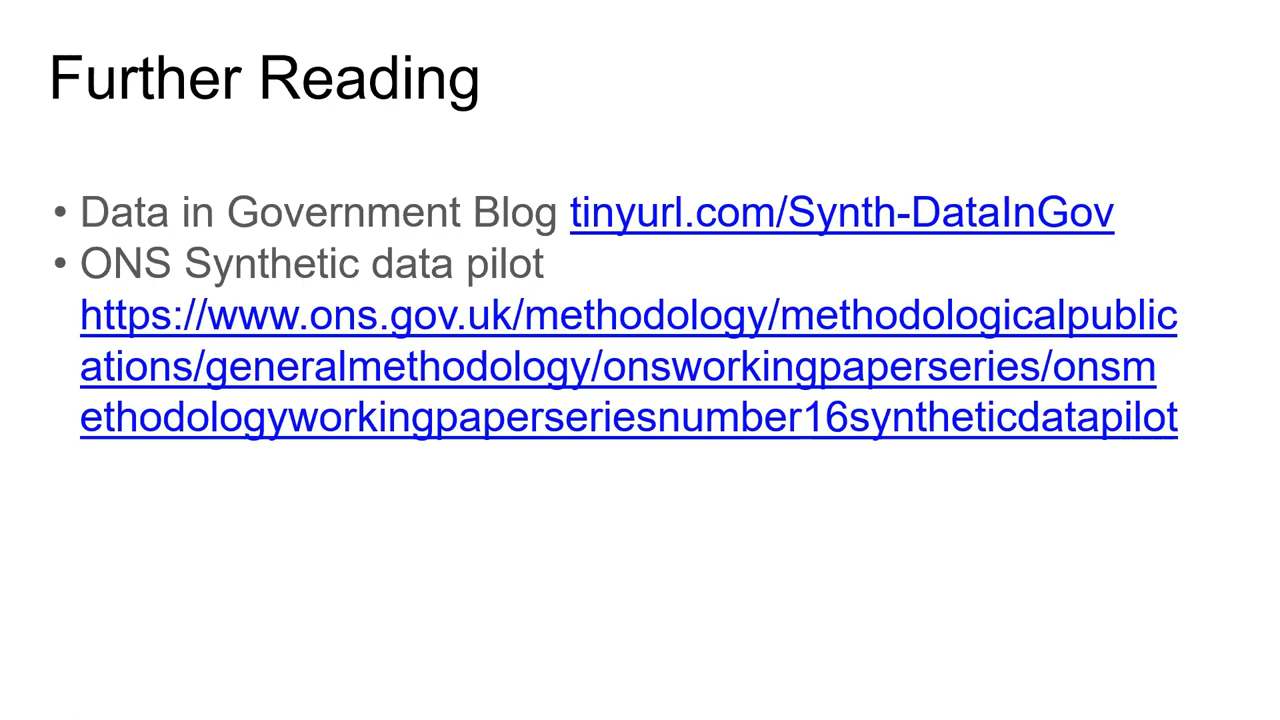 Further Reading
• Data in Government Blog tinyurl.com/Synth-DataInGov
• ONS Synthetic data pilot
https://www.ons.gov.uk/methodology/methodologicalpublic
ations/generalmethodology/onsworkingpaperseries/onsm
ethodologyworkingpaperseriesnumber16syntheticdatapilot